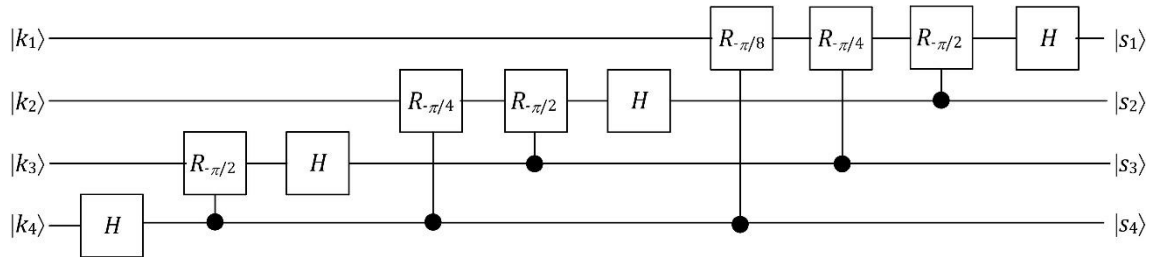 |k₁⟩ R-π/8 R-π/4 R-π/2 H |s₁⟩
|k₂⟩ R-π/4 R-π/2 H |s₂⟩
|k₃⟩ R-π/2 H |s₃⟩
|k₄⟩ H |s₄⟩